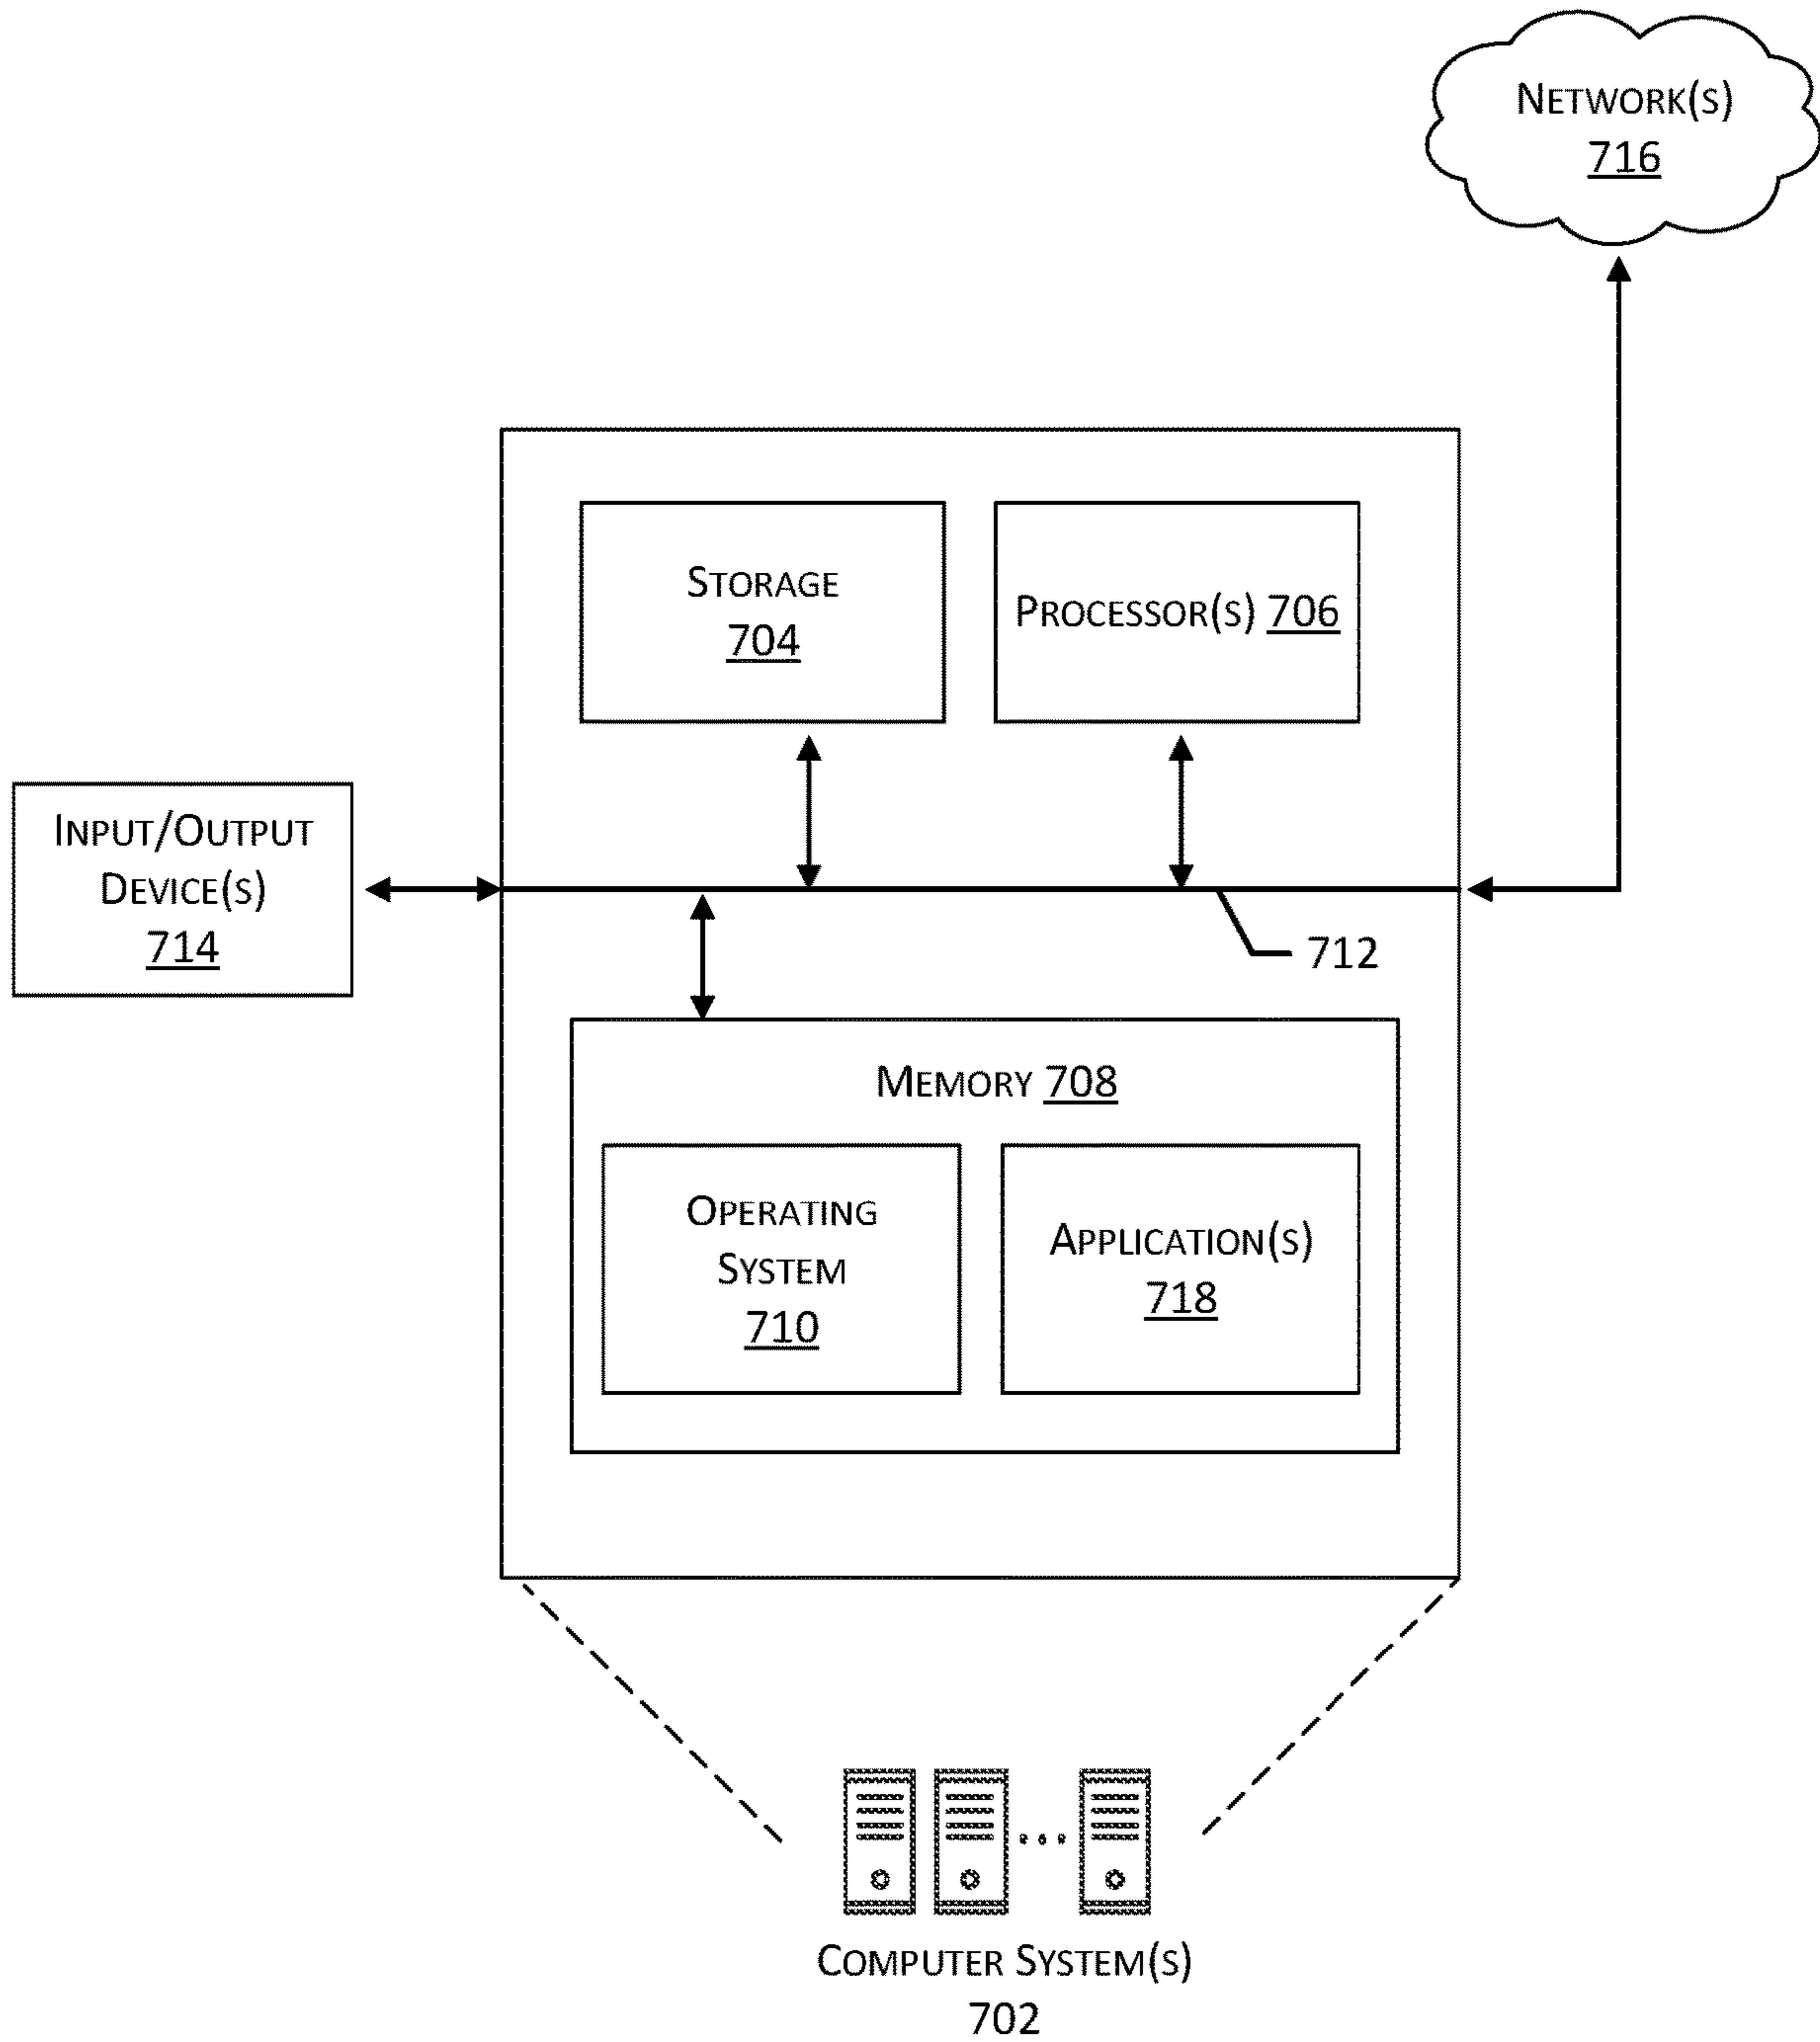 NETWORK(S)
716
STORAGE
704
PROCESSOR(S) 706
INPUT/OUTPUT
DEVICE(S)
714
712
MEMORY 708
OPERATING
SYSTEM
710
APPLICATION(S)
718
COMPUTER SYSTEM(S)
702